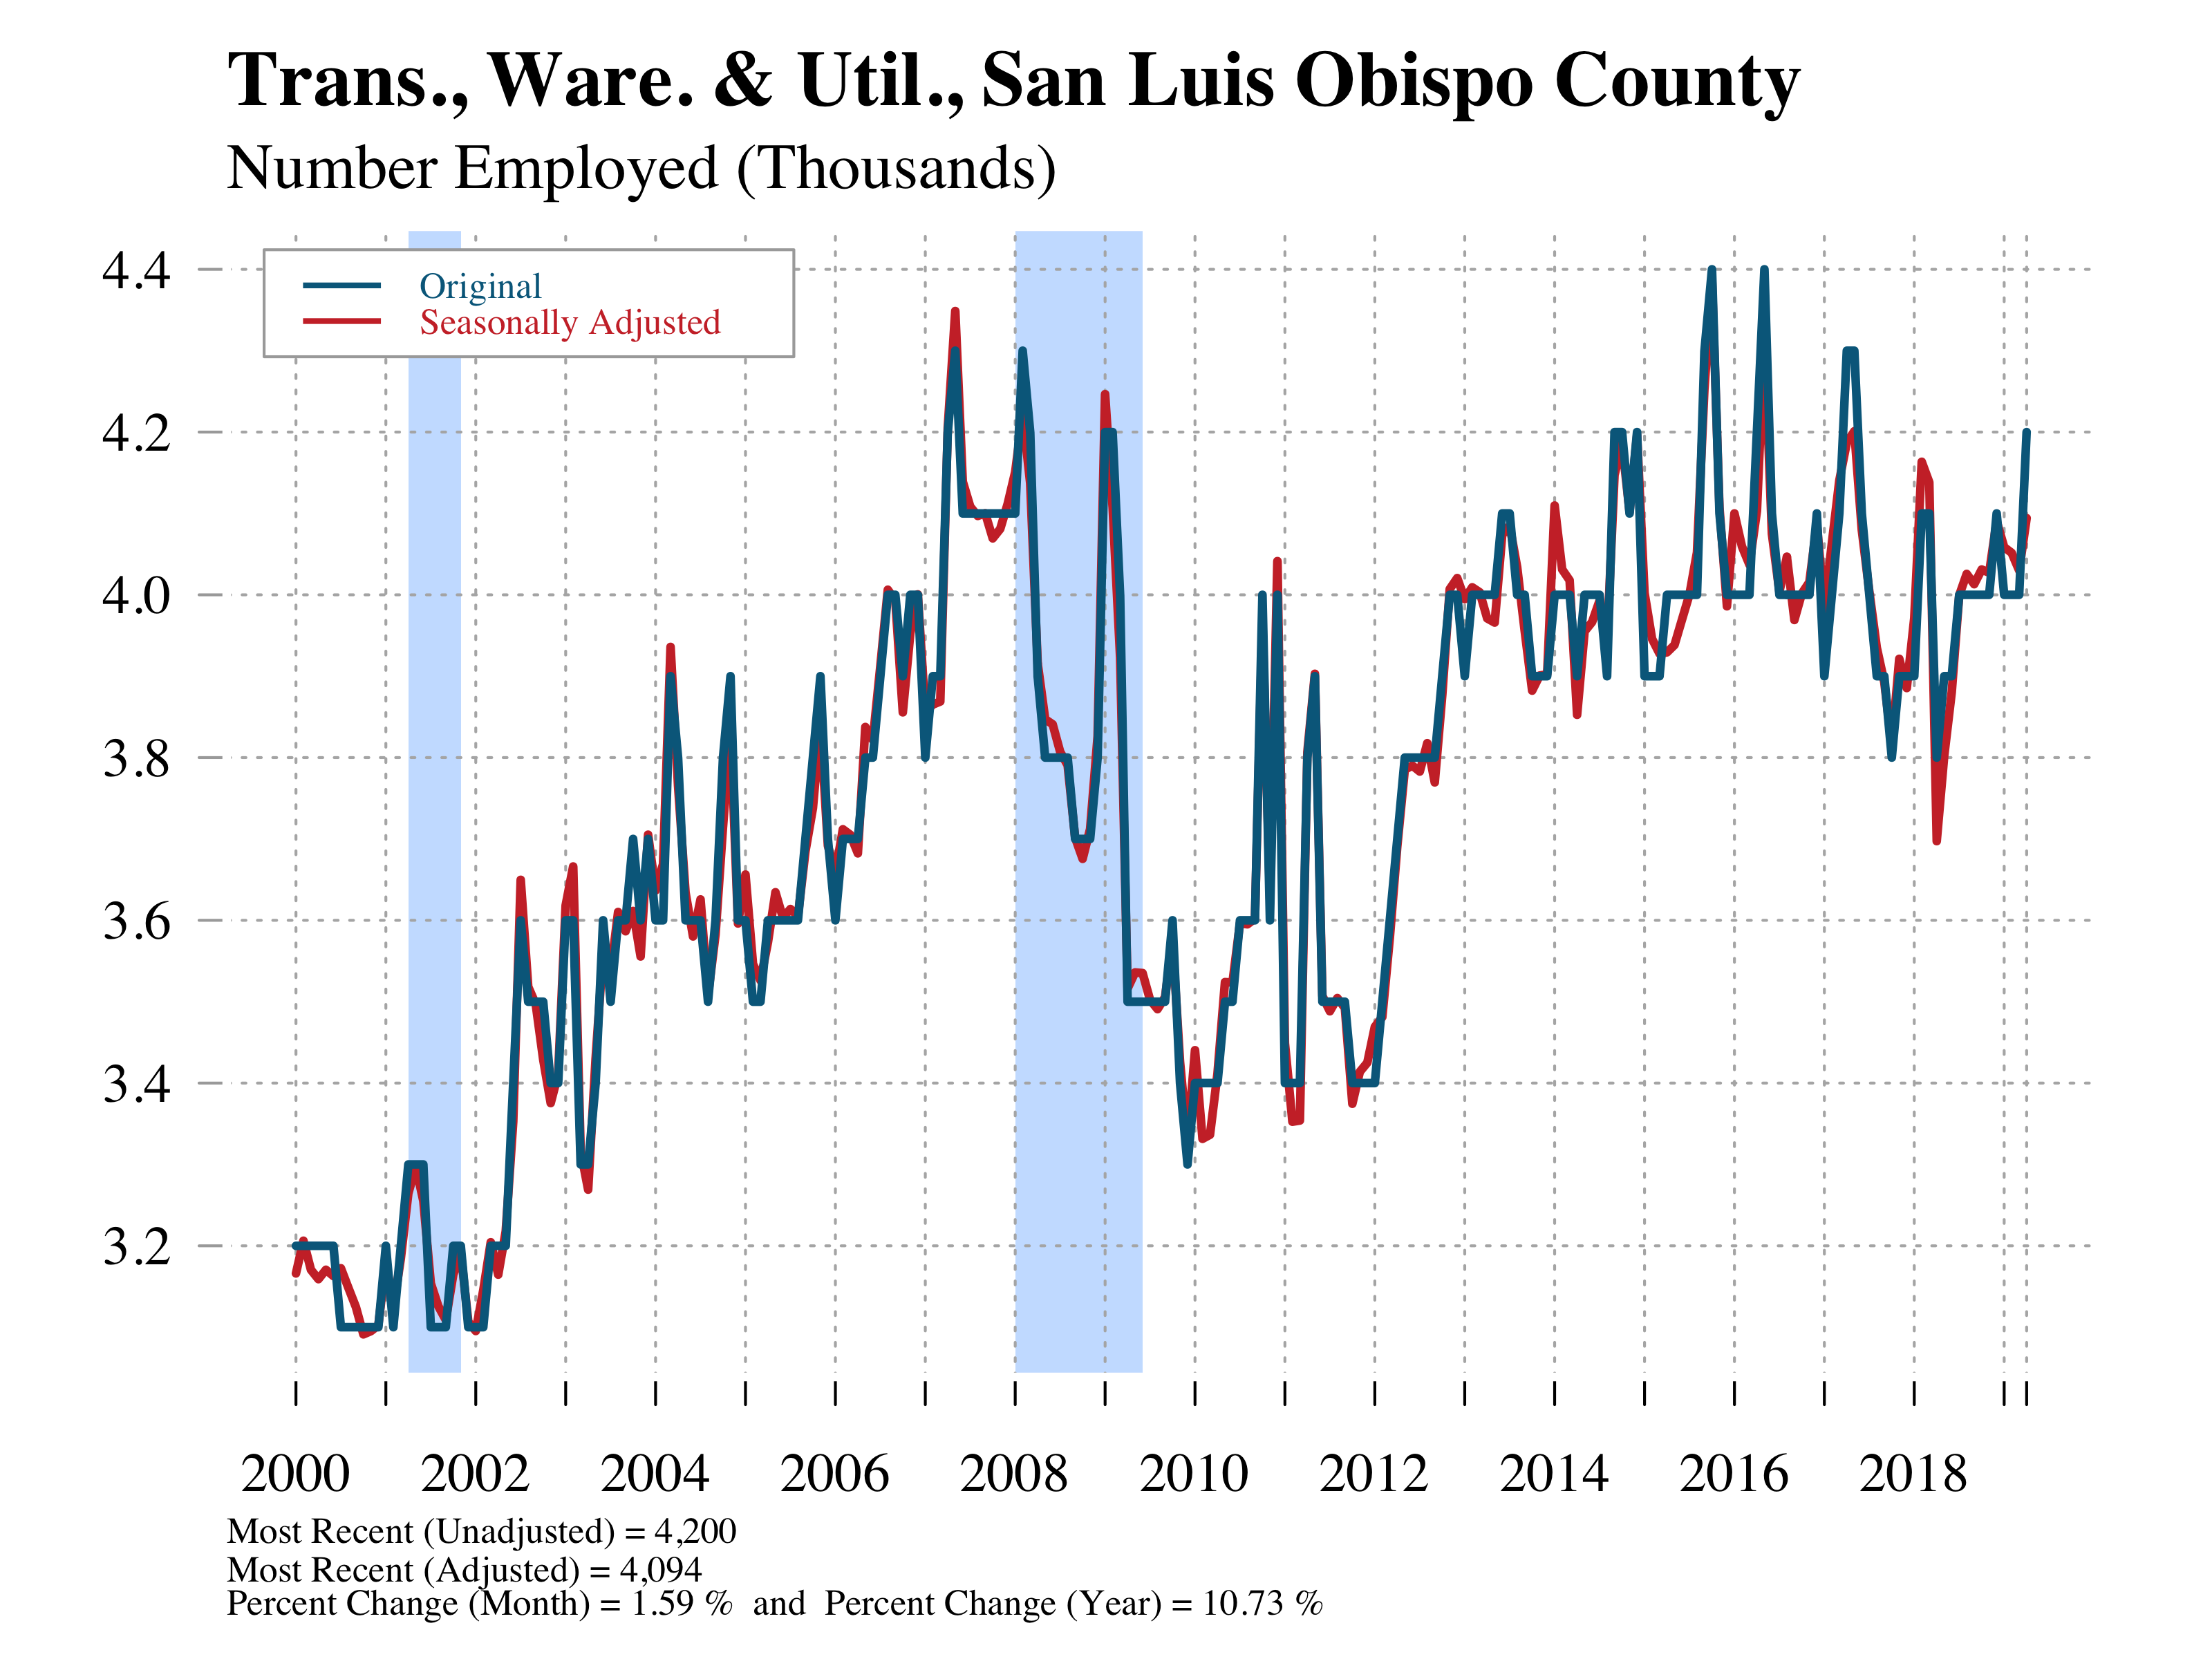 Trans., Ware. & Util., San Luis Obispo County
Number Employed (Thousands)
Original
Seasonally Adjusted
4.4
4.2
4.0
3.8
3.6
3.4
3.2
2000 2002 2004 2006 2008 2010 2012 2014 2016 2018
Most Recent (Unadjusted) = 4,200
Most Recent (Adjusted) = 4,094
Percent Change (Month) = 1.59 % and Percent Change (Year) = 10.73 %